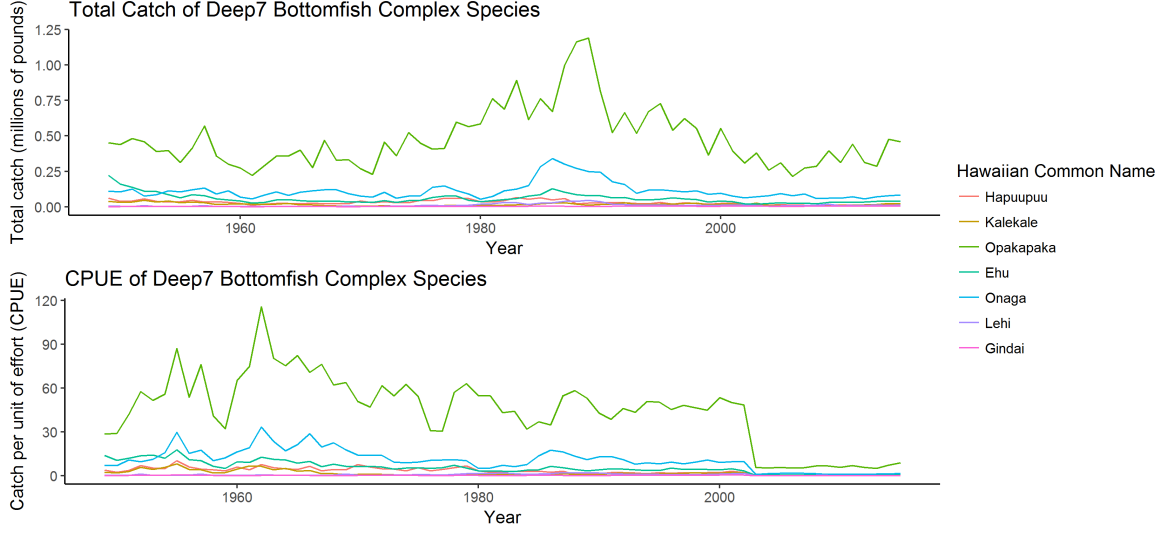 Total Catch of Deep7 Bottomfish Complex Species
Total catch (millions of pounds)
1.25
1.00
0.75
0.50
0.25
0.00
1960
1980
2000
Year
CPUE of Deep7 Bottomfish Complex Species
Catch per unit of effort (CPUE)
120
90
60
30
0
1960
1980
2000
Year
Hawaiian Common Name
Hapuupuu
Kalekale
Opakapaka
Ehu
Onaga
Lehi
Gindai